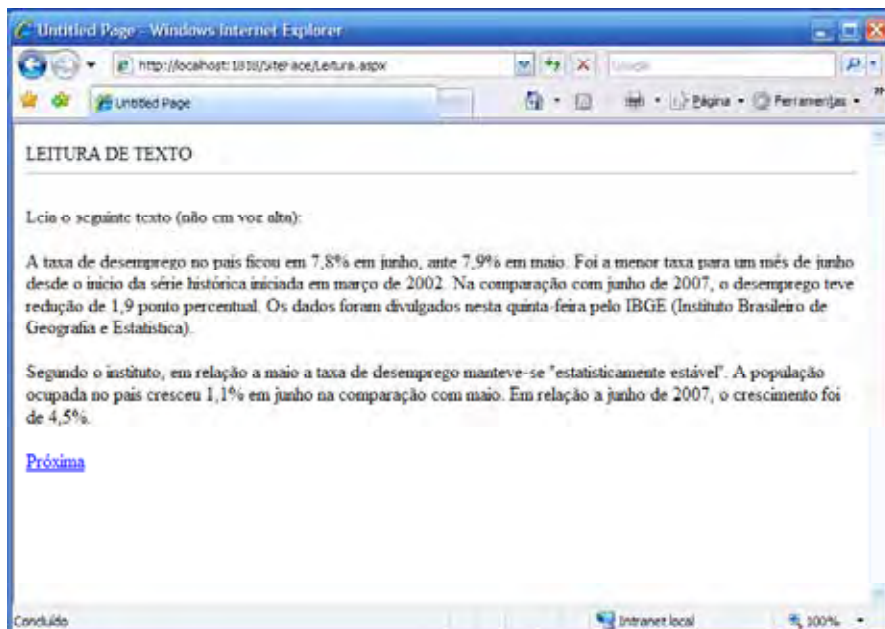 Untitled Page - Windows Internet Explorer
http://localhost:1818/SiteFace/Leitura.aspx
Google
Untitled Page
Página
Ferramentas
LEITURA DE TEXTO
Leia o seguinte texto (não em voz alta):
A taxa de desemprego no país ficou em 7,8% em junho, ante 7,9% em maio. Foi a menor taxa para um mês de junho
desde o início da série histórica iniciada em março de 2002. Na comparação com junho de 2007, o desemprego teve
redução de 1,9 ponto percentual. Os dados foram divulgados nesta quinta-feira pelo IBGE (Instituto Brasileiro de
Geografia e Estatística).
Segundo o instituto, em relação a maio a taxa de desemprego manteve-se "estatisticamente estável". A população
ocupada no país cresceu 1,1% em junho na comparação com maio. Em relação a junho de 2007, o crescimento foi
de 4,5%.
Próxima
Concluído
Intranet local
100%